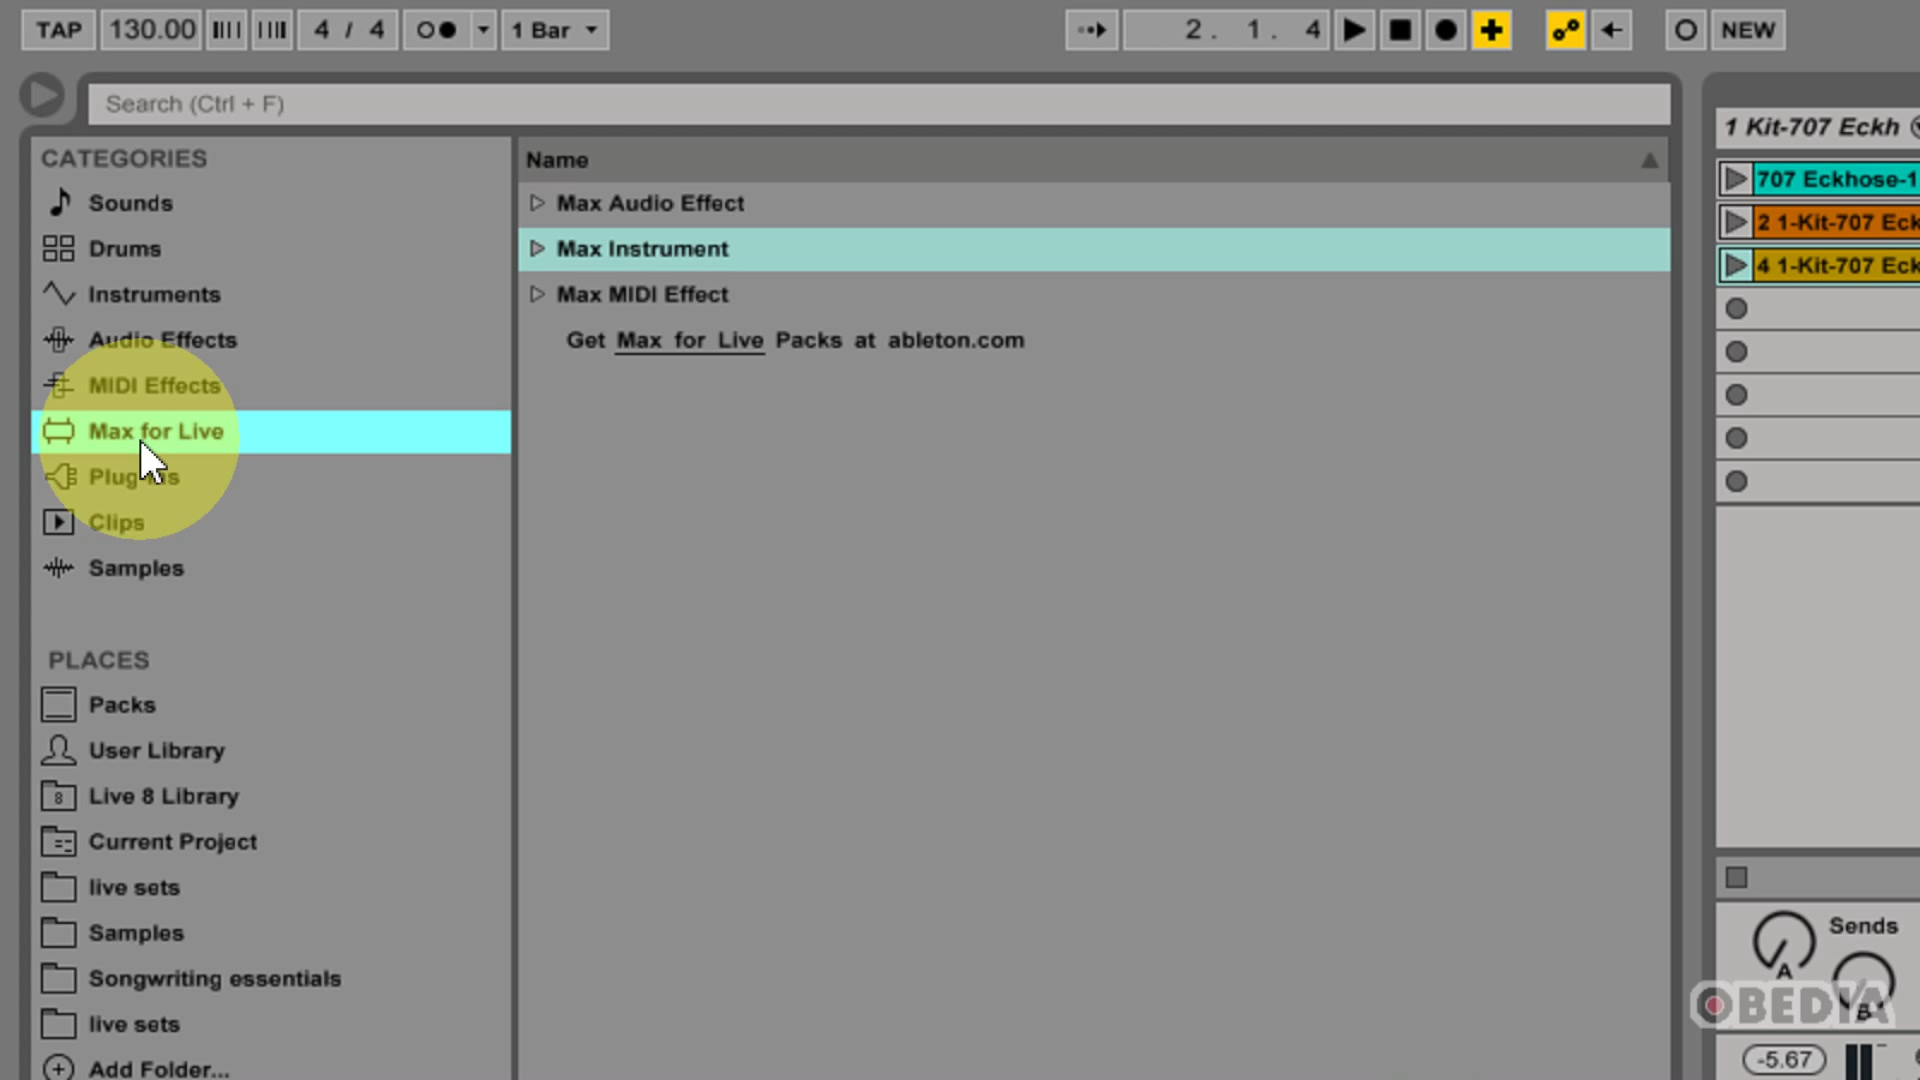 TAP 130.00 4 / 4 1 Bar 2. 1. 4 NEW
Search (Ctrl + F)
CATEGORIES
Sounds
Drums
Instruments
Audio Effects
MIDI Effects
Max for Live
Plug-ins
Clips
Samples
PLACES
Packs
User Library
8 Live 8 Library
Current Project
live sets
Samples
Songwriting essentials
live sets
Add Folder...
Name
Max Audio Effect
Max Instrument
Max MIDI Effect
Get Max for Live Packs at ableton.com
1 Kit-707 Eckh
707 Eckhose-1
2 1-Kit-707 Eck
4 1-Kit-707 Eck
Sends
A
B
-5.67
OBEDIA